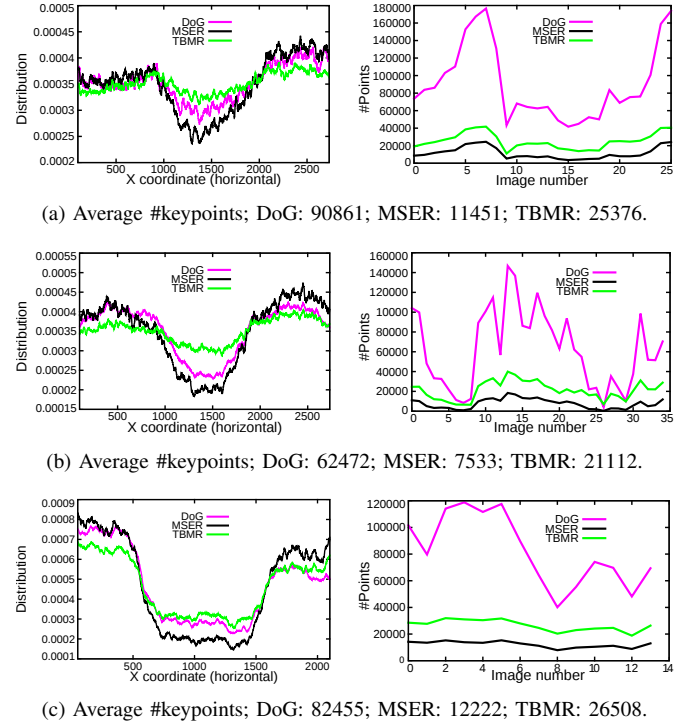 0.0005
0.00045
0.0004
0.00035
0.0003
0.00025
0.0002
Distribution
DoG
MSER
TBMR
500 1000 1500 2000 2500
X coordinate (horizontal)
180000
160000
140000
120000
100000
80000
60000
40000
20000
0
#Points
DoG
MSER
TBMR
0 5 10 15 20 25
Image number
(a) Average #keypoints; DoG: 90861; MSER: 11451; TBMR: 25376.
0.00055
0.0005
0.00045
0.0004
0.00035
0.0003
0.00025
0.0002
0.00015
Distribution
DoG
MSER
TBMR
500 1000 1500 2000 2500
X coordinate (horizontal)
160000
140000
120000
100000
80000
60000
40000
20000
0
#Points
DoG
MSER
TBMR
0 5 10 15 20 25 30 35
Image number
(b) Average #keypoints; DoG: 62472; MSER: 7533; TBMR: 21112.
0.0009
0.0008
0.0007
0.0006
0.0005
0.0004
0.0003
0.0002
0.0001
Distribution
DoG
MSER
TBMR
500 1000 1500 2000
X coordinate (horizontal)
120000
100000
80000
60000
40000
20000
0
#Points
DoG
MSER
TBMR
0 2 4 6 8 10 12 14
Image number
(c) Average #keypoints; DoG: 82455; MSER: 12222; TBMR: 26508.